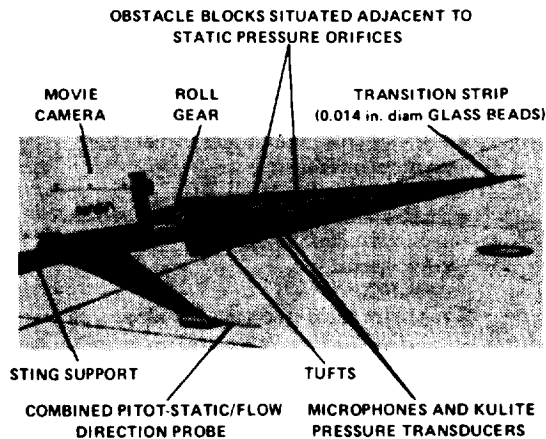 OBSTACLE BLOCKS SITUATED ADJACENT TO
STATIC PRESSURE ORIFICES
MOVIE
CAMERA
ROLL
GEAR
TRANSITION STRIP
(0.014 in. diam GLASS BEADS)
STING SUPPORT
TUFTS
COMBINED PITOT-STATIC/FLOW
DIRECTION PROBE
MICROPHONES AND KULITE
PRESSURE TRANSDUCERS